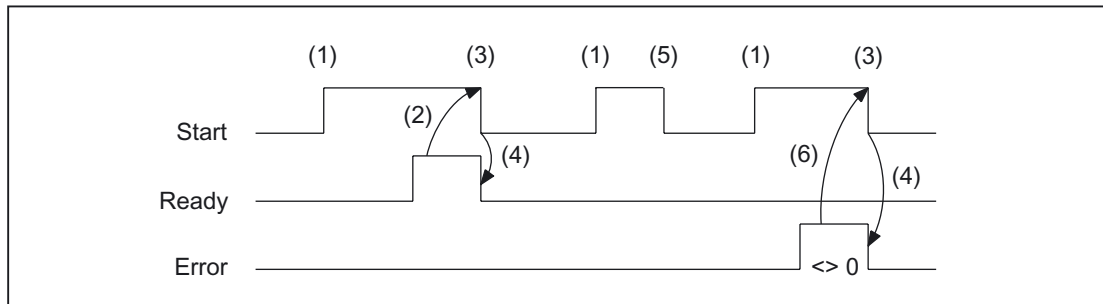 (1) (3) (1) (5) (1) (3)
Start (2) (4) (6) (4)
Ready
Error <> 0